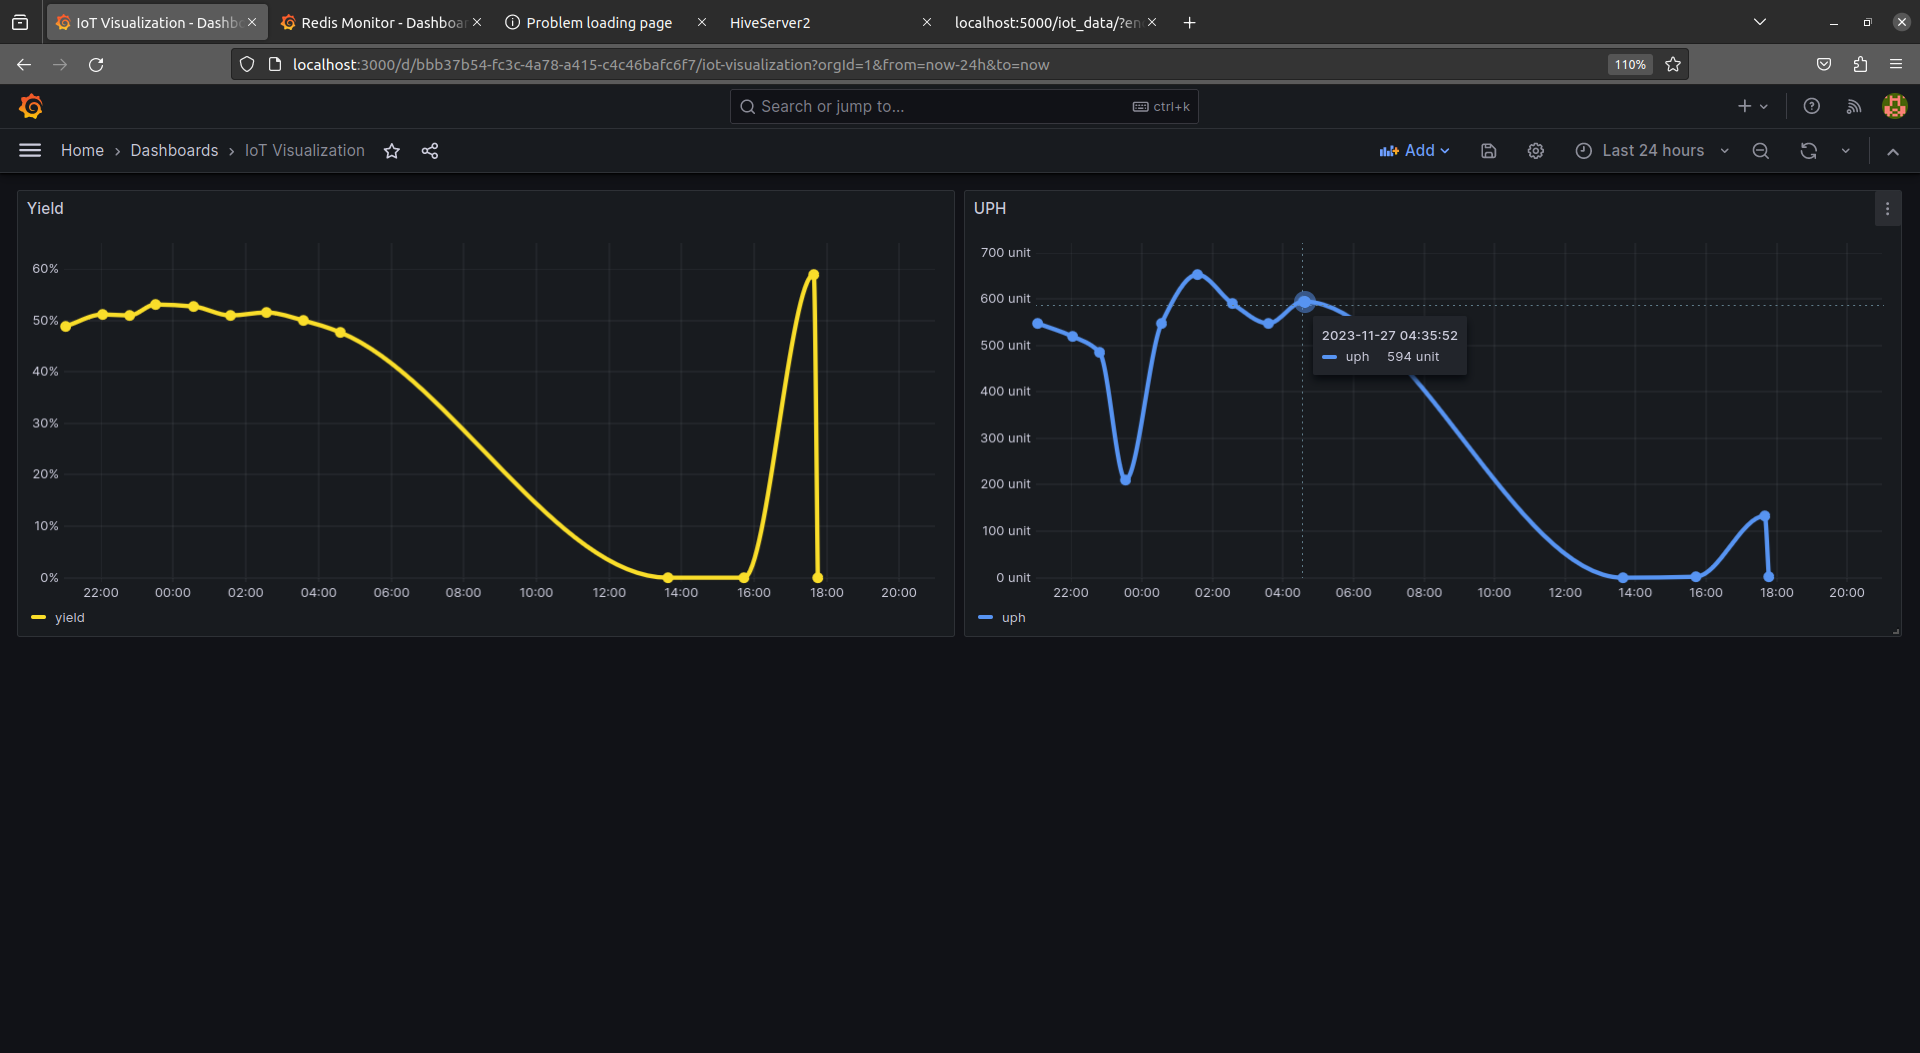 IoT Visualization - Dashb
Redis Monitor - Dashboar
Problem loading page
HiveServer2
localhost:5000/iot_data/?en
localhost:3000/d/bbb37b54-fc3c-4a78-a415-c4c46bafc6f7/iot-visualization?orgId=1&from=now-24h&to=now
110%
Search or jump to...
ctrl+k
Home › Dashboards › IoT Visualization
Add
Last 24 hours
Yield
60%
50%
40%
30%
20%
10%
0%
22:00 00:00 02:00 04:00 06:00 08:00 10:00 12:00 14:00 16:00 18:00 20:00
yield
UPH
700 unit
600 unit
500 unit
400 unit
300 unit
200 unit
100 unit
0 unit
2023-11-27 04:35:52
uph 594 unit
22:00 00:00 02:00 04:00 06:00 08:00 10:00 12:00 14:00 16:00 18:00 20:00
uph